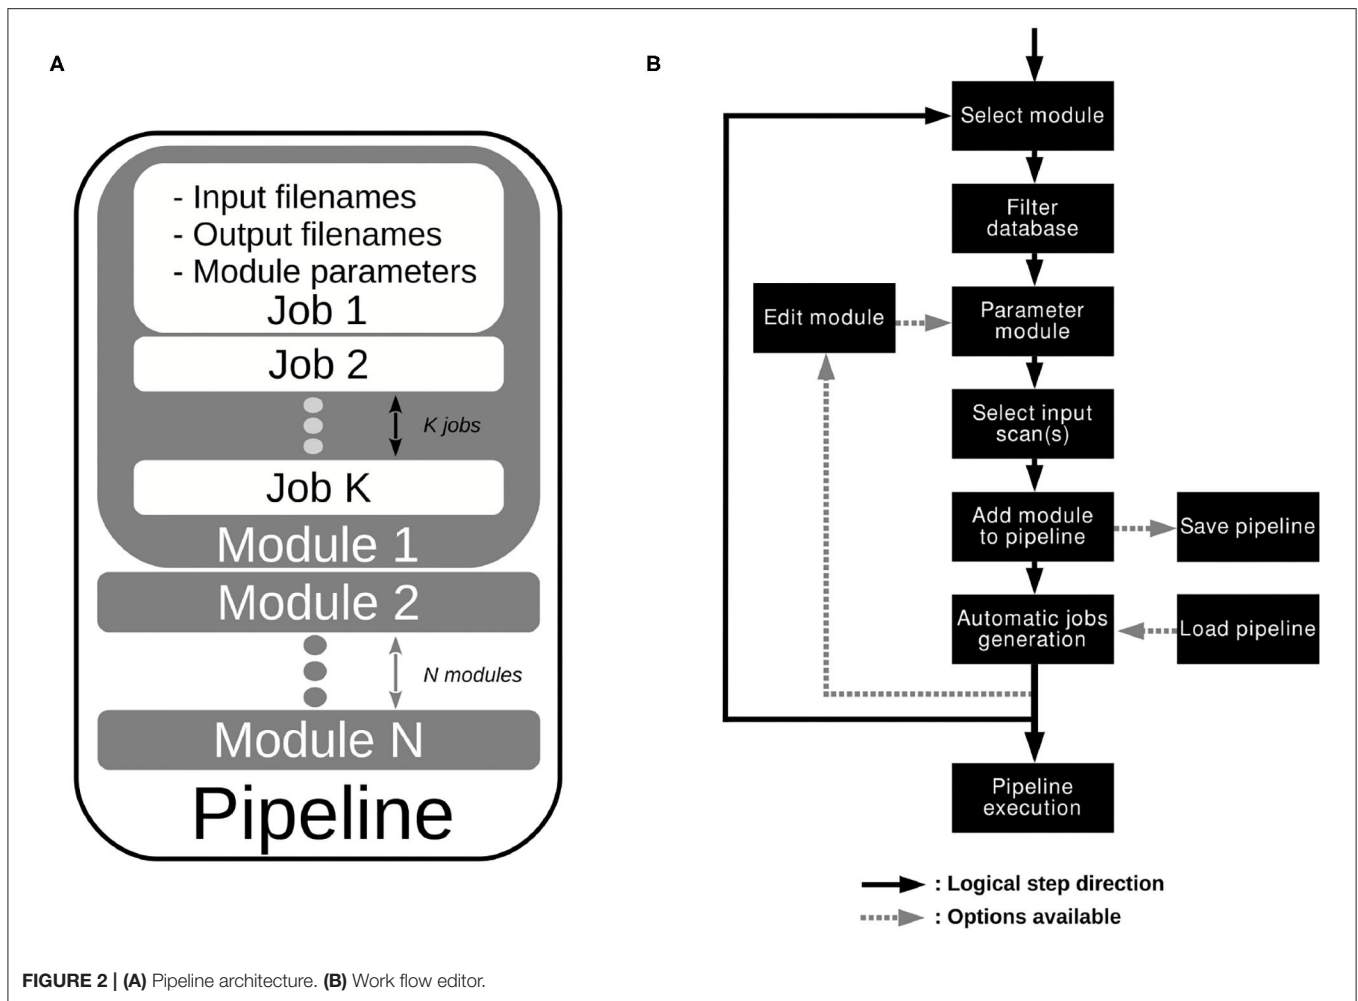 A
- Input filenames
- Output filenames
- Module parameters
Job 1
Job 2
K jobs
Job K
Module 1
Module 2
N modules
Module N
Pipeline
B
Select module
Filter
database
Edit module
Parameter
module
Select input
scan(s)
Add module
to pipeline
Save pipeline
Automatic jobs
generation
Load pipeline
Pipeline
execution
: Logical step direction
: Options available
FIGURE 2 | (A) Pipeline architecture. (B) Work flow editor.